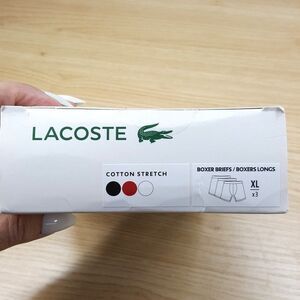 LACOSTE
COTTON STRETCH
BOXER BRIEFS / BOXERS LONGS
XL
x3